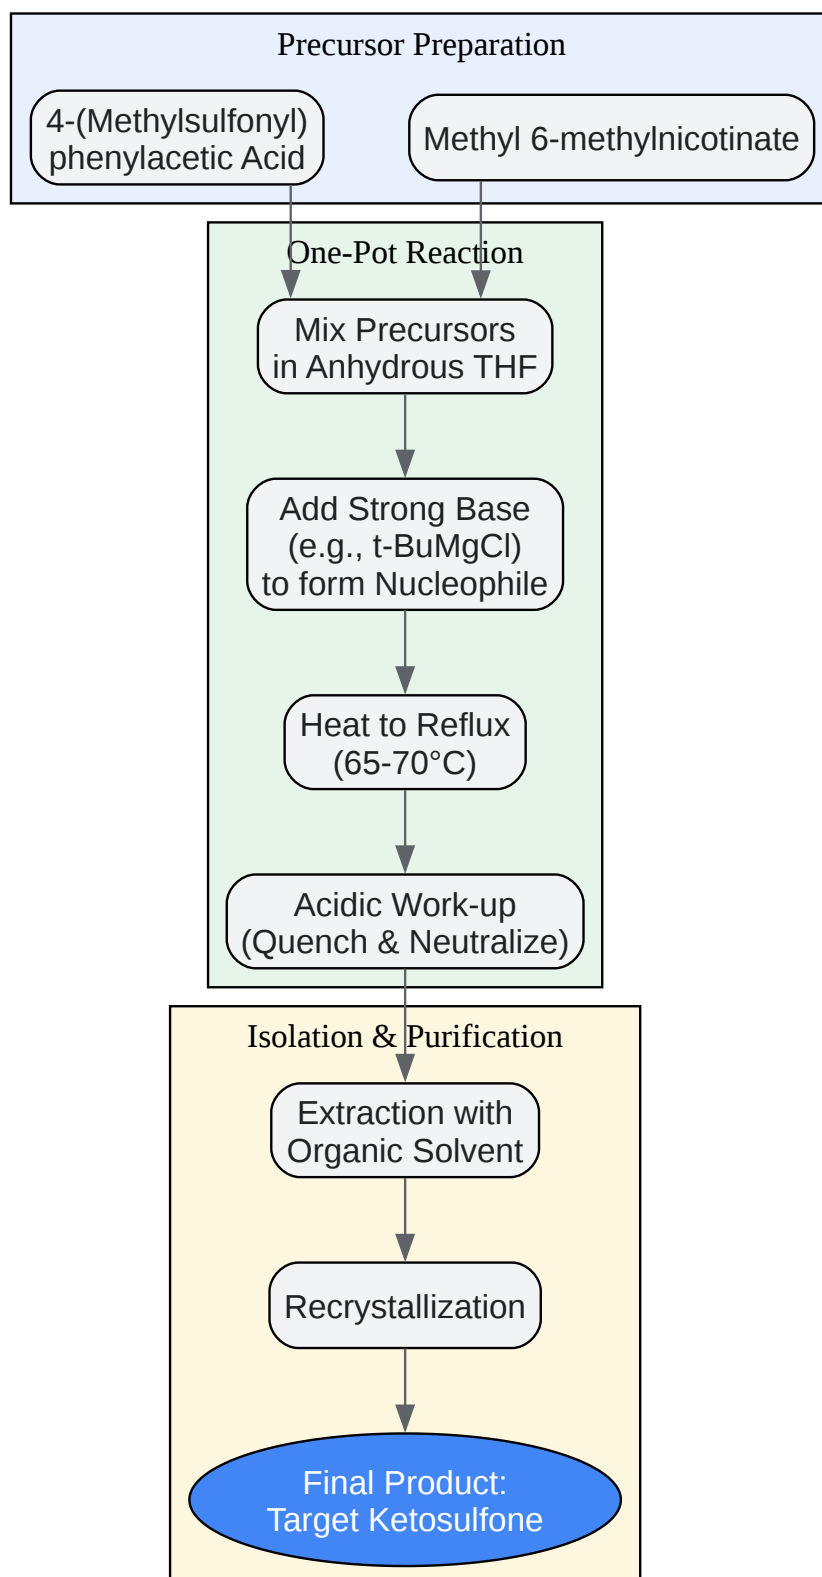 Precursor Preparation
4-(Methylsulfonyl)
phenylacetic Acid
Methyl 6-methylnicotinate
One-Pot Reaction
Mix Precursors
in Anhydrous THF
Add Strong Base
(e.g., t-BuMgCl)
to form Nucleophile
Heat to Reflux
(65-70°C)
Acidic Work-up
(Quench & Neutralize)
Isolation & Purification
Extraction with
Organic Solvent
Recrystallization
Final Product:
Target Ketosulfone